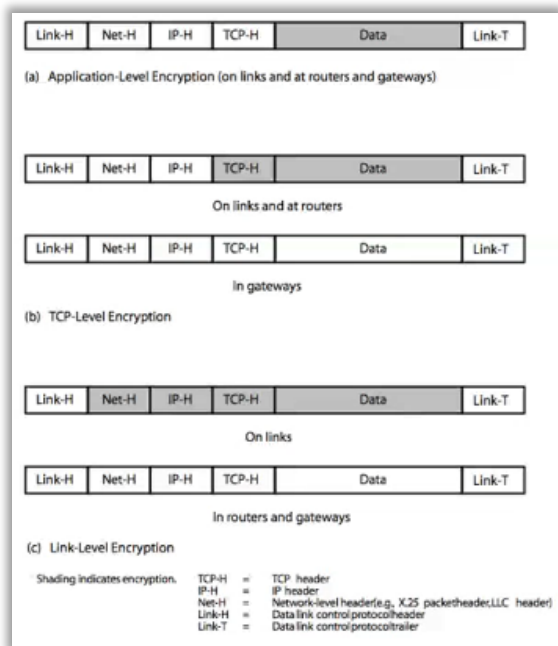 Link-H Net-H IP-H TCP-H Data Link-T
(a) Application-Level Encryption (on links and at routers and gateways)
Link-H Net-H IP-H TCP-H Data Link-T
On links and at routers
Link-H Net-H IP-H TCP-H Data Link-T
In gateways
(b) TCP-Level Encryption
Link-H Net-H IP-H TCP-H Data Link-T
On links
Link-H Net-H IP-H TCP-H Data Link-T
In routers and gateways
(c) Link-Level Encryption
Shading indicates encryption. TCP-H = TCP header
IP-H = IP header
Net-H = Network-level header(e.g., X.25 packetheader,LLC header)
Link-H = Data link controlprotocolheader
Link-T = Data link controlprotocoltrailer